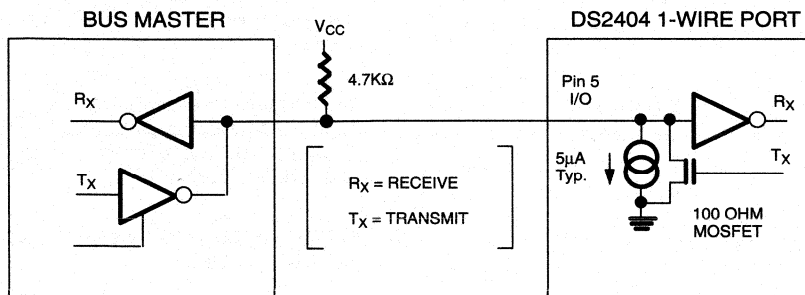 BUS MASTER
DS2404 1-WIRE PORT
VCC
4.7KΩ
Pin 5
I/O
RX
RX
TX
TX
5μA
Typ.
RX = RECEIVE
TX = TRANSMIT
100 OHM
MOSFET